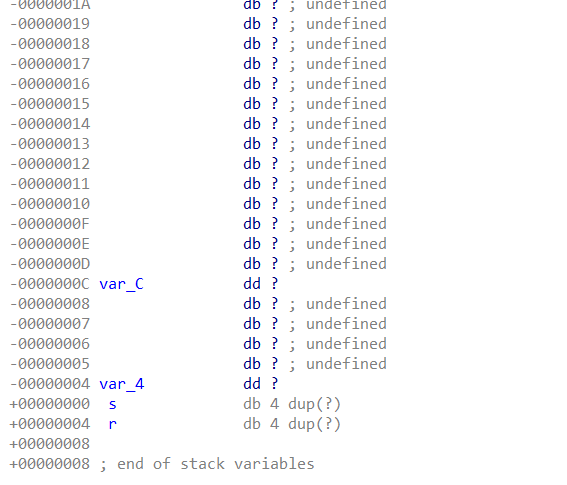 -0000001A db ? ; undefined
-00000019 db ? ; undefined
-00000018 db ? ; undefined
-00000017 db ? ; undefined
-00000016 db ? ; undefined
-00000015 db ? ; undefined
-00000014 db ? ; undefined
-00000013 db ? ; undefined
-00000012 db ? ; undefined
-00000011 db ? ; undefined
-00000010 db ? ; undefined
-0000000F db ? ; undefined
-0000000E db ? ; undefined
-0000000D db ? ; undefined
-0000000C var_C dd ?
-00000008 db ? ; undefined
-00000007 db ? ; undefined
-00000006 db ? ; undefined
-00000005 db ? ; undefined
-00000004 var_4 dd ?
+00000000 s db 4 dup(?)
+00000004 r db 4 dup(?)
+00000008
+00000008 ; end of stack variables